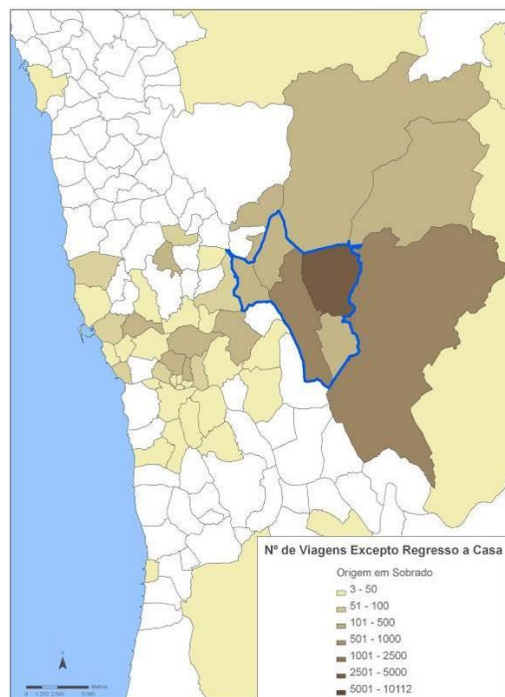 Nº de Viagens Excepto Regresso a Casa
Origem em Sobrado
3 - 50
51 - 100
101 - 500
501 - 1000
1001 - 2500
2501 - 5000
5001 - 10112